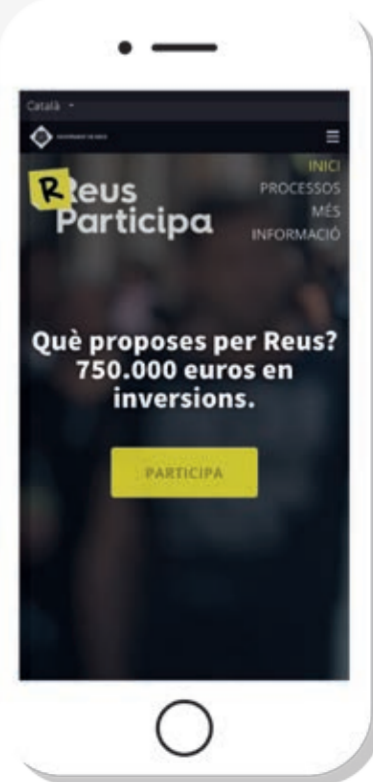 Català
INICI
PROCESSOS
MÉS
INFORMACIÓ
R
Reus
Participa
Què proposes per Reus?
750.000 euros en
inversions.
PARTICIPA